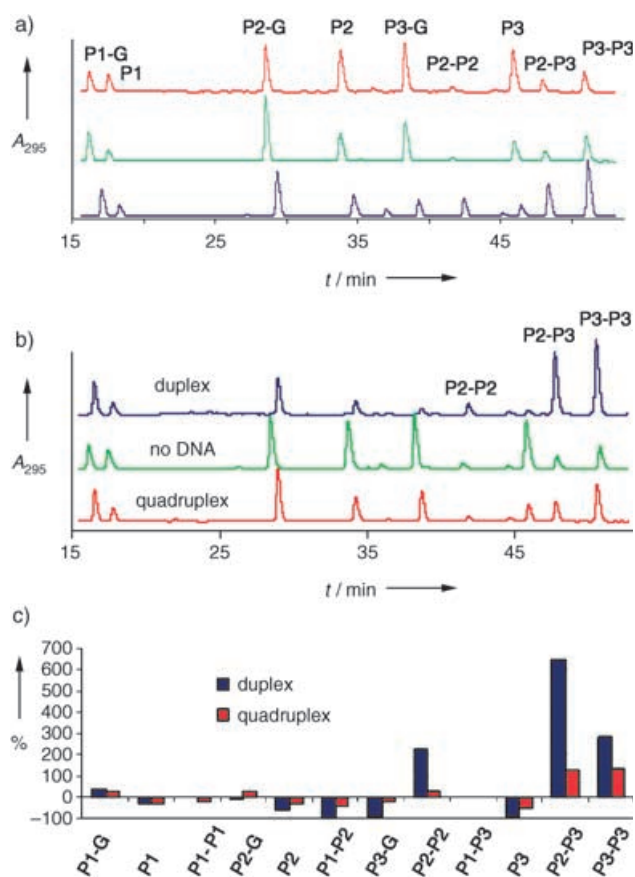 a)
P1-G
P1
P2-G
P2
P3-G
P2-P2
P3
P2-P3
P3-P3
A295
15 25 35 45
t / min
b)
P3-P3
P2-P3
P2-P2
duplex
no DNA
quadruplex
A295
15 25 35 45
t / min
c)
700
600
500
400
300
200
100
0
−100
%
duplex
quadruplex
P1-G
P1
P1-P1
P2-G
P2
P1-P2
P3-G
P2-P2
P1-P3
P3
P2-P3
P3-P3